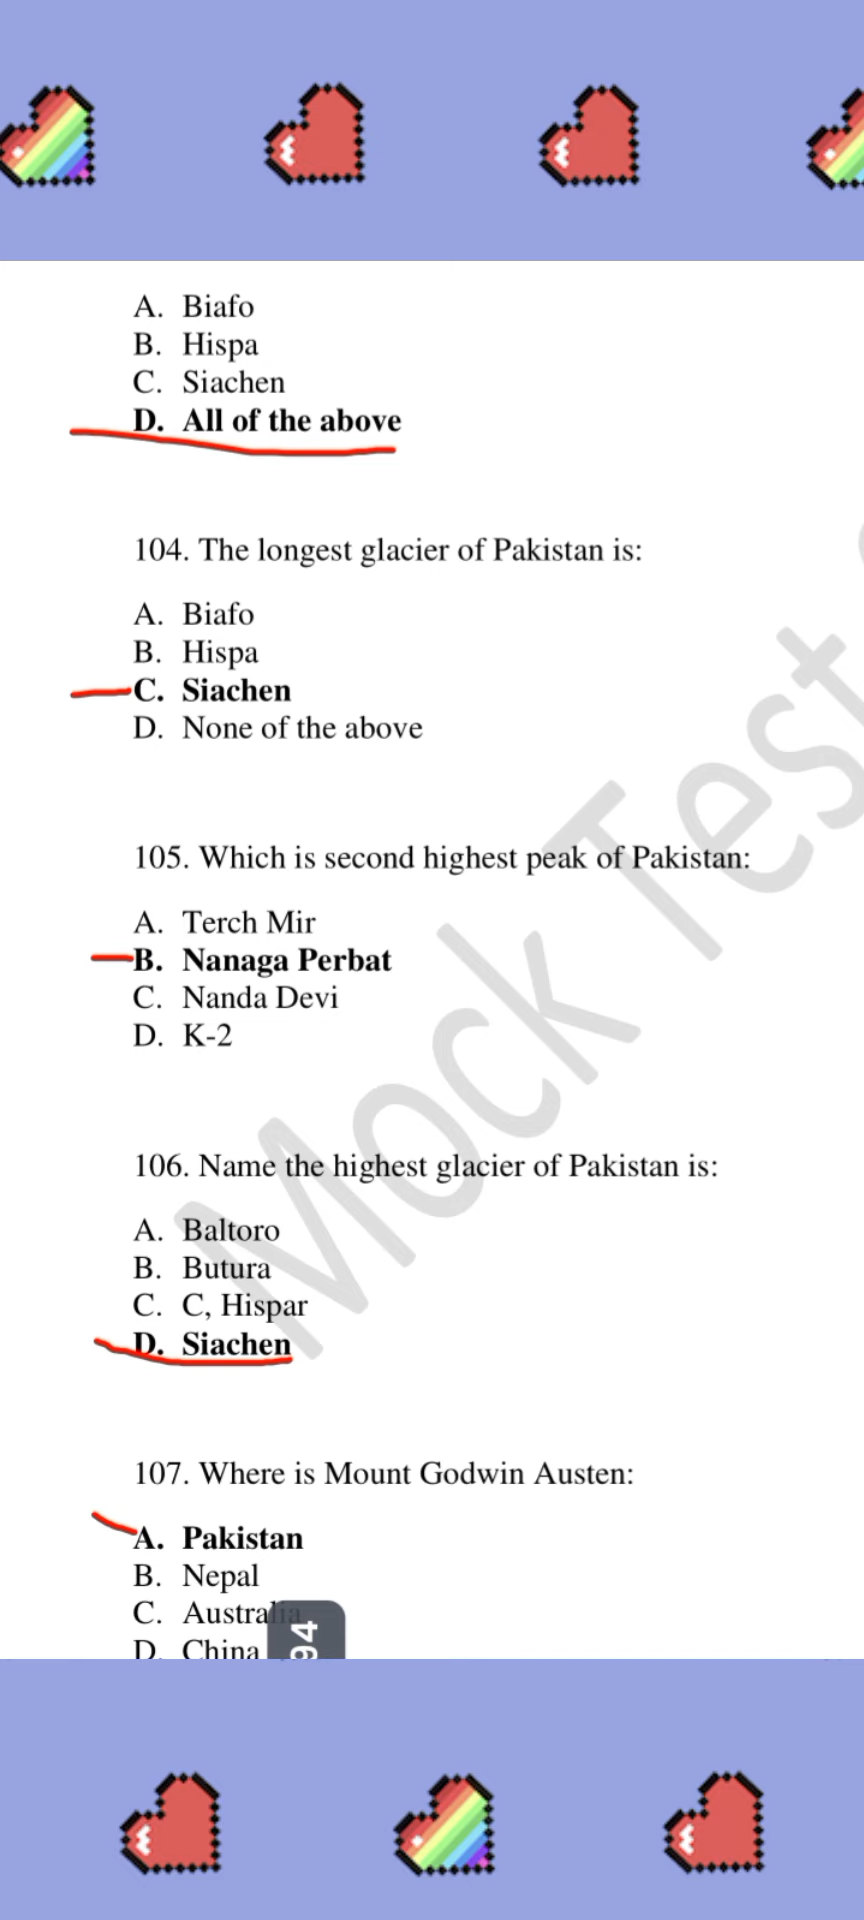 A. Biafo
B. Hispa
C. Siachen
D. All of the above
104. The longest glacier of Pakistan is:
A. Biafo
B. Hispa
C. Siachen
D. None of the above
105. Which is second highest peak of Pakistan:
A. Terch Mir
B. Nanaga Perbat
C. Nanda Devi
D. K-2
106. Name the highest glacier of Pakistan is:
A. Baltoro
B. Butura
C. C, Hispar
D. Siachen
107. Where is Mount Godwin Austen:
A. Pakistan
B. Nepal
C. Australia
D. China
94
Mock Test